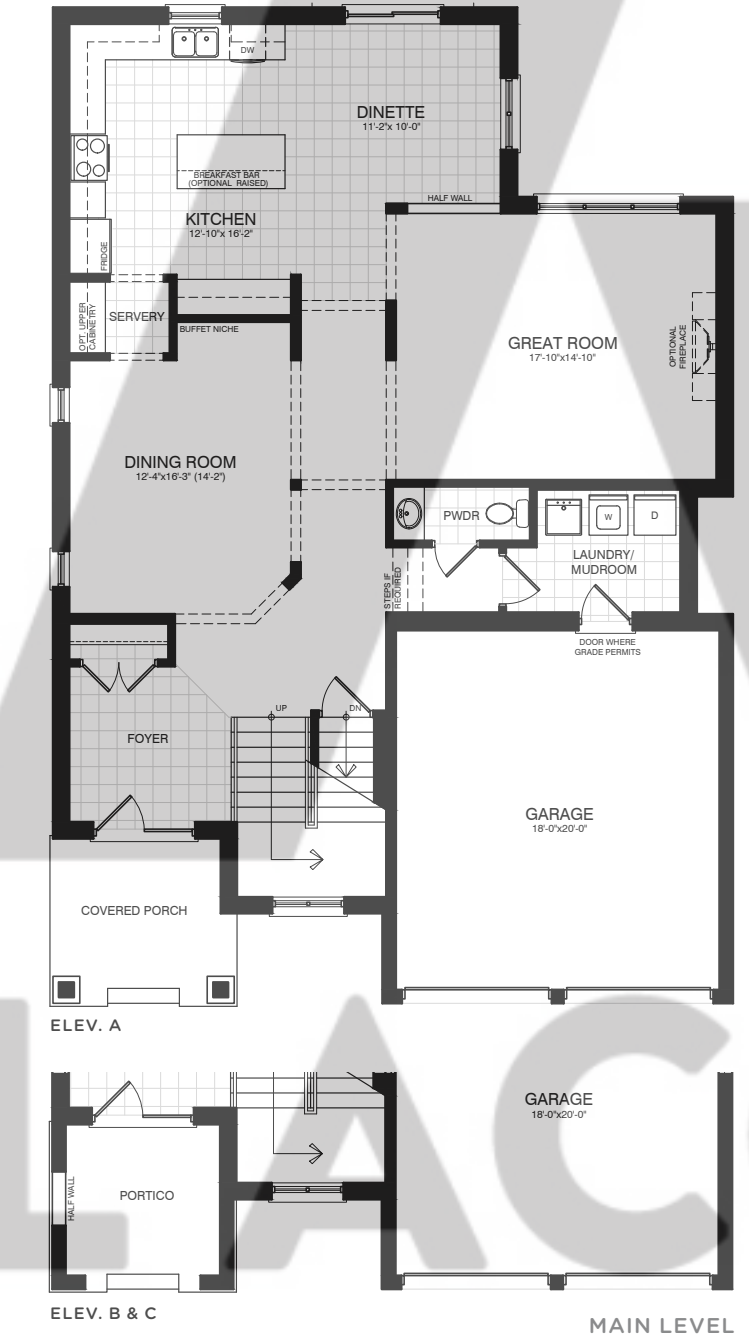 DW
DINETTE
11'-2"x 10'-0"
BREAKFAST BAR
(OPTIONAL RAISED)
HALF WALL
KITCHEN
12'-10"x 16'-2"
FRIDGE
OPT. UPPER
CABINETRY
SERVERY
BUFFET NICHE
GREAT ROOM
17'-10"x14'-10"
OPTIONAL
FIREPLACE
DINING ROOM
12'-4"x16'-3" (14'-2")
PWDR
W
D
LAUNDRY/
MUDROOM
STEPS IF
REQUIRED
DOOR WHERE
GRADE PERMITS
UP
DN
FOYER
GARAGE
18'-0"x20'-0"
COVERED PORCH
ELEV. A
LAC
GARAGE
18'-0"x20'-0"
HALF WALL
PORTICO
ELEV. B & C
MAIN LEVEL